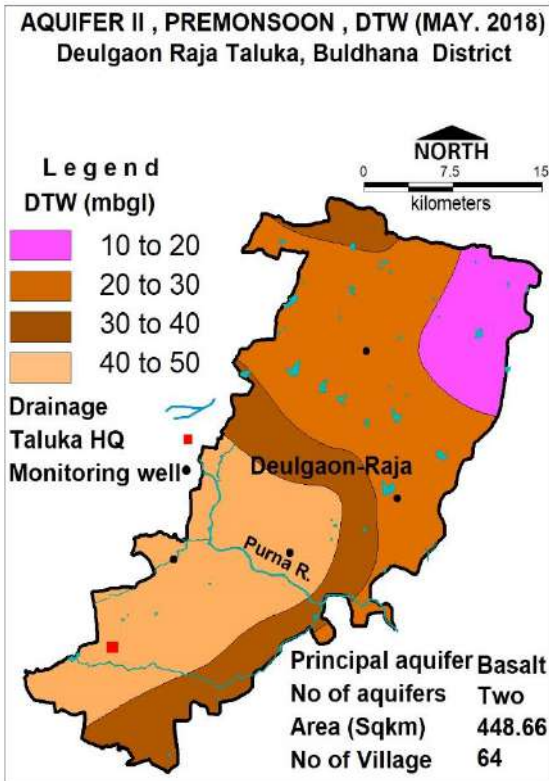 AQUIFER II , PREMONSOON , DTW (MAY. 2018)
Deulgaon Raja Taluka, Buldhana District
NORTH
0 7.5 15
kilometers
Legend
DTW (mbgl)
10 to 20
20 to 30
30 to 40
40 to 50
Drainage
Taluka HQ
Monitoring well
Deulgaon-Raja
Purna R.
Principal aquifer Basalt
No of aquifers Two
Area (Sqkm) 448.66
No of Village 64